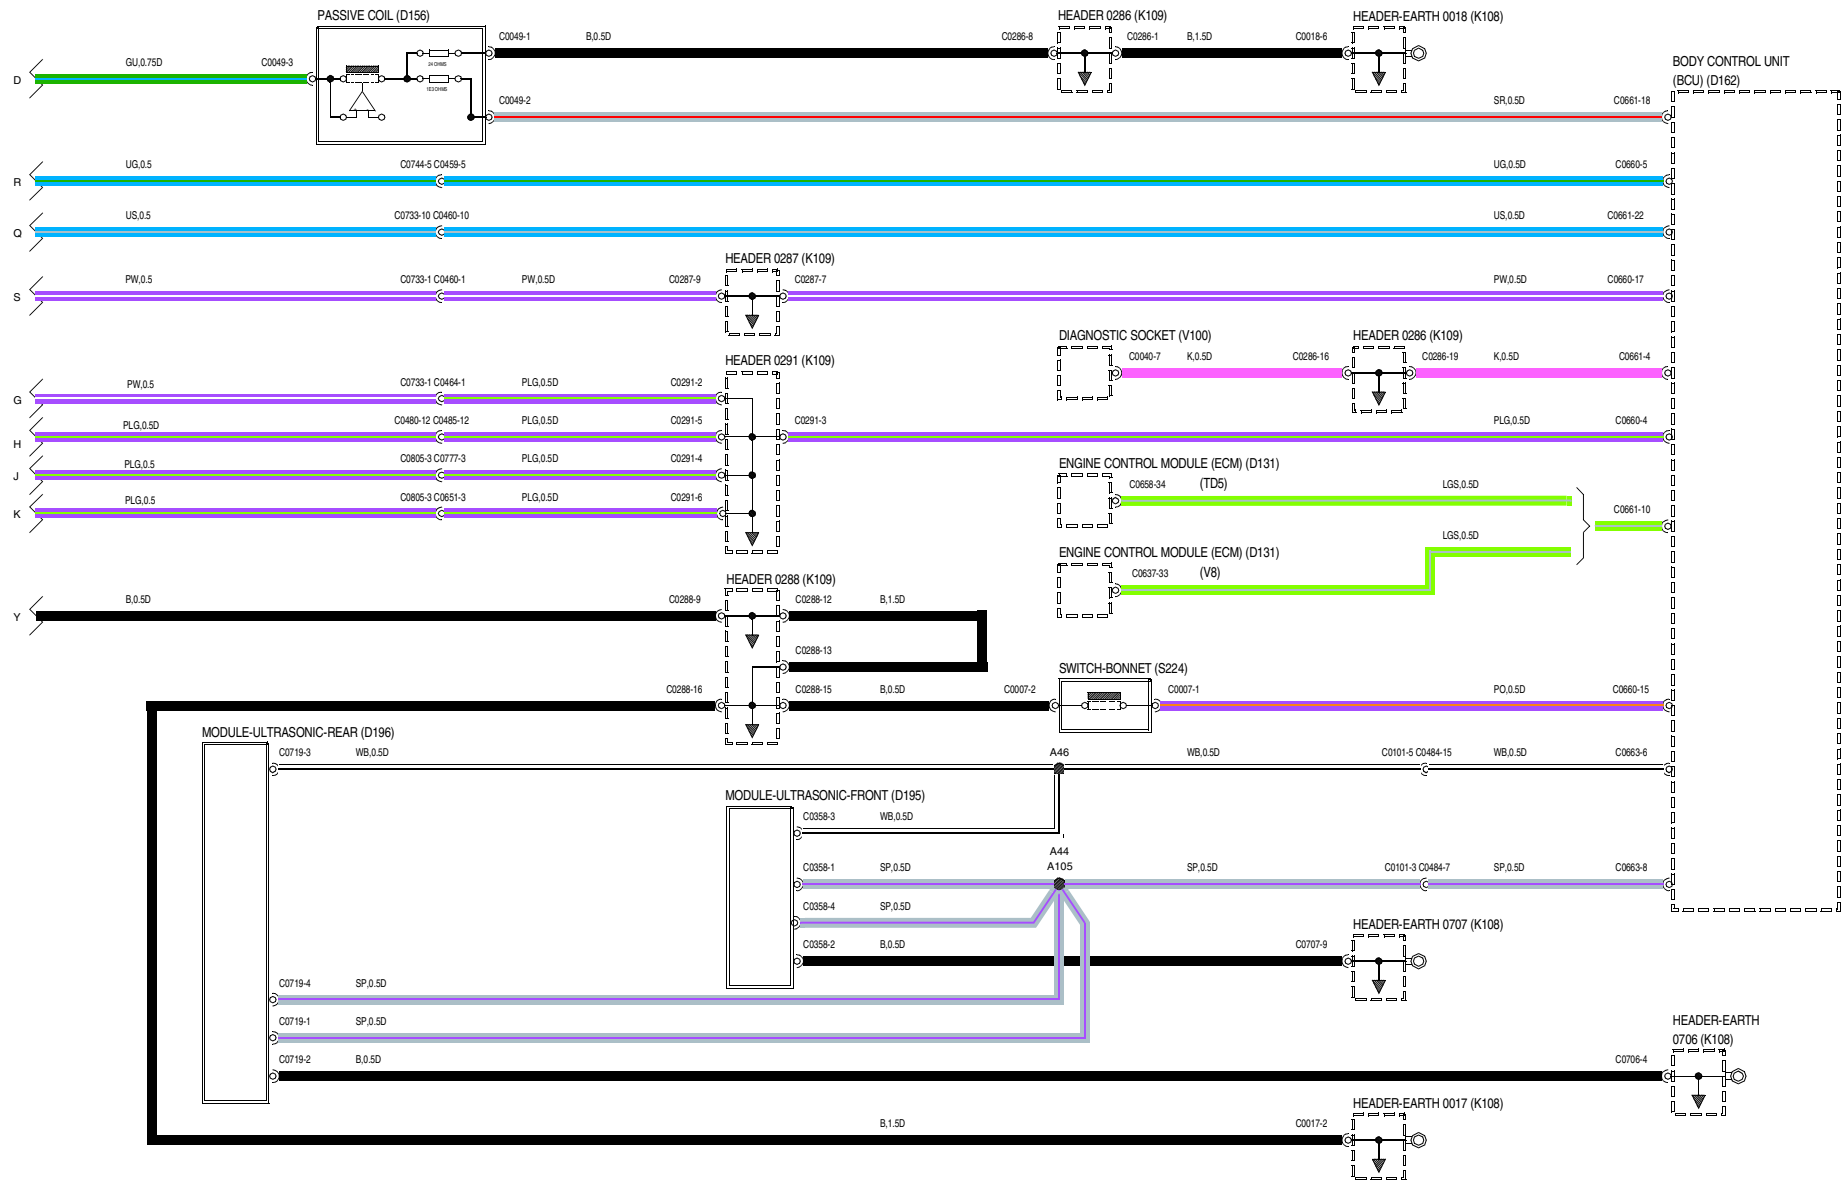 PASSIVE COIL (D156)
HEADER 0286 (K109)
HEADER-EARTH 0018 (K108)
C0049-1
B,0.5D
C0286-8
C0286-1
B,1.5D
C0018-6
BODY CONTROL UNIT
(BCU) (D162)
D
GU,0.75D
C0049-3
24 OHMS
1E3 OHMS
C0049-2
SR,0.5D
C0661-18
R
UG,0.5
C0744-5 C0459-5
UG,0.5D
C0660-5
Q
US,0.5
C0733-10 C0460-10
US,0.5D
C0661-22
HEADER 0287 (K109)
S
PW,0.5
C0733-1 C0460-1
PW,0.5D
C0287-9
C0287-7
PW,0.5D
C0660-17
DIAGNOSTIC SOCKET (V100)
HEADER 0286 (K109)
C0040-7
K,0.5D
C0286-16
C0286-19
K,0.5D
C0661-4
HEADER 0291 (K109)
G
PW,0.5
C0733-1 C0464-1
PLG,0.5D
C0291-2
H
PLG,0.5D
C0480-12 C0485-12
PLG,0.5D
C0291-5
C0291-3
PLG,0.5D
C0660-4
J
PLG,0.5
C0805-3 C0777-3
PLG,0.5D
C0291-4
ENGINE CONTROL MODULE (ECM) (D131)
(TD5)
C0658-34
LGS,0.5D
K
PLG,0.5
C0805-3 C0651-3
PLG,0.5D
C0291-6
C0661-10
LGS,0.5D
ENGINE CONTROL MODULE (ECM) (D131)
(V8)
C0637-33
HEADER 0288 (K109)
Y
B,0.5D
C0288-9
C0288-12
B,1.5D
C0288-13
SWITCH-BONNET (S224)
C0288-16
C0288-15
B,0.5D
C0007-2
C0007-1
PO,0.5D
C0660-15
MODULE-ULTRASONIC-REAR (D196)
C0719-3
WB,0.5D
A46
WB,0.5D
C0101-5 C0484-15
WB,0.5D
C0663-6
MODULE-ULTRASONIC-FRONT (D195)
C0358-3
WB,0.5D
A44
A105
C0358-1
SP,0.5D
SP,0.5D
C0101-3 C0484-7
SP,0.5D
C0663-8
C0358-4
SP,0.5D
HEADER-EARTH 0707 (K108)
C0358-2
B,0.5D
C0707-9
C0719-4
SP,0.5D
C0719-1
SP,0.5D
HEADER-EARTH
0706 (K108)
C0719-2
B,0.5D
C0706-4
HEADER-EARTH 0017 (K108)
B,1.5D
C0017-2